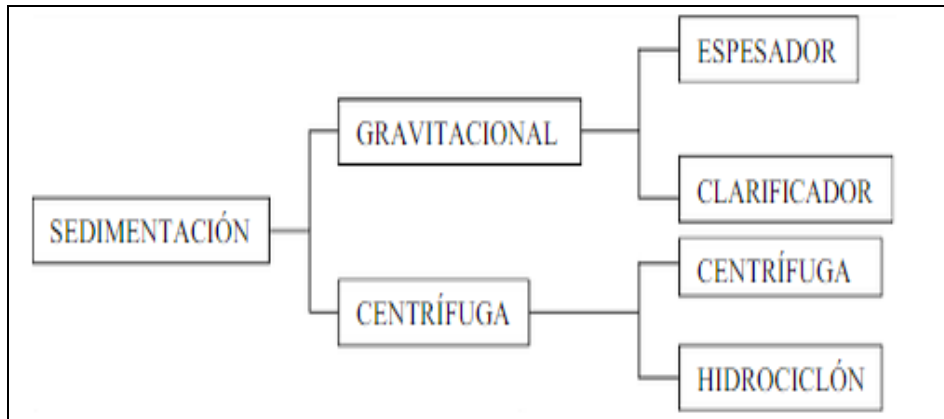 SEDIMENTACIÓN
GRAVITACIONAL
ESPESADOR
CLARIFICADOR
CENTRÍFUGA
CENTRÍFUGA
HIDROCICLÓN